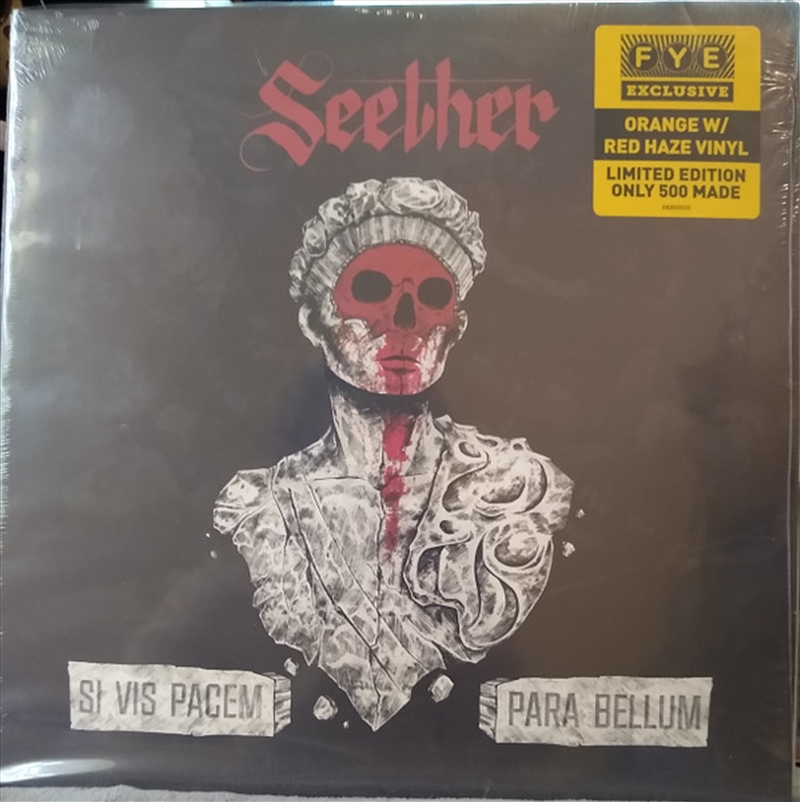 Seether
FYE
EXCLUSIVE
ORANGE W/
RED HAZE VINYL
LIMITED EDITION
ONLY 500 MADE
SI VIS PACEM
PARA BELLUM